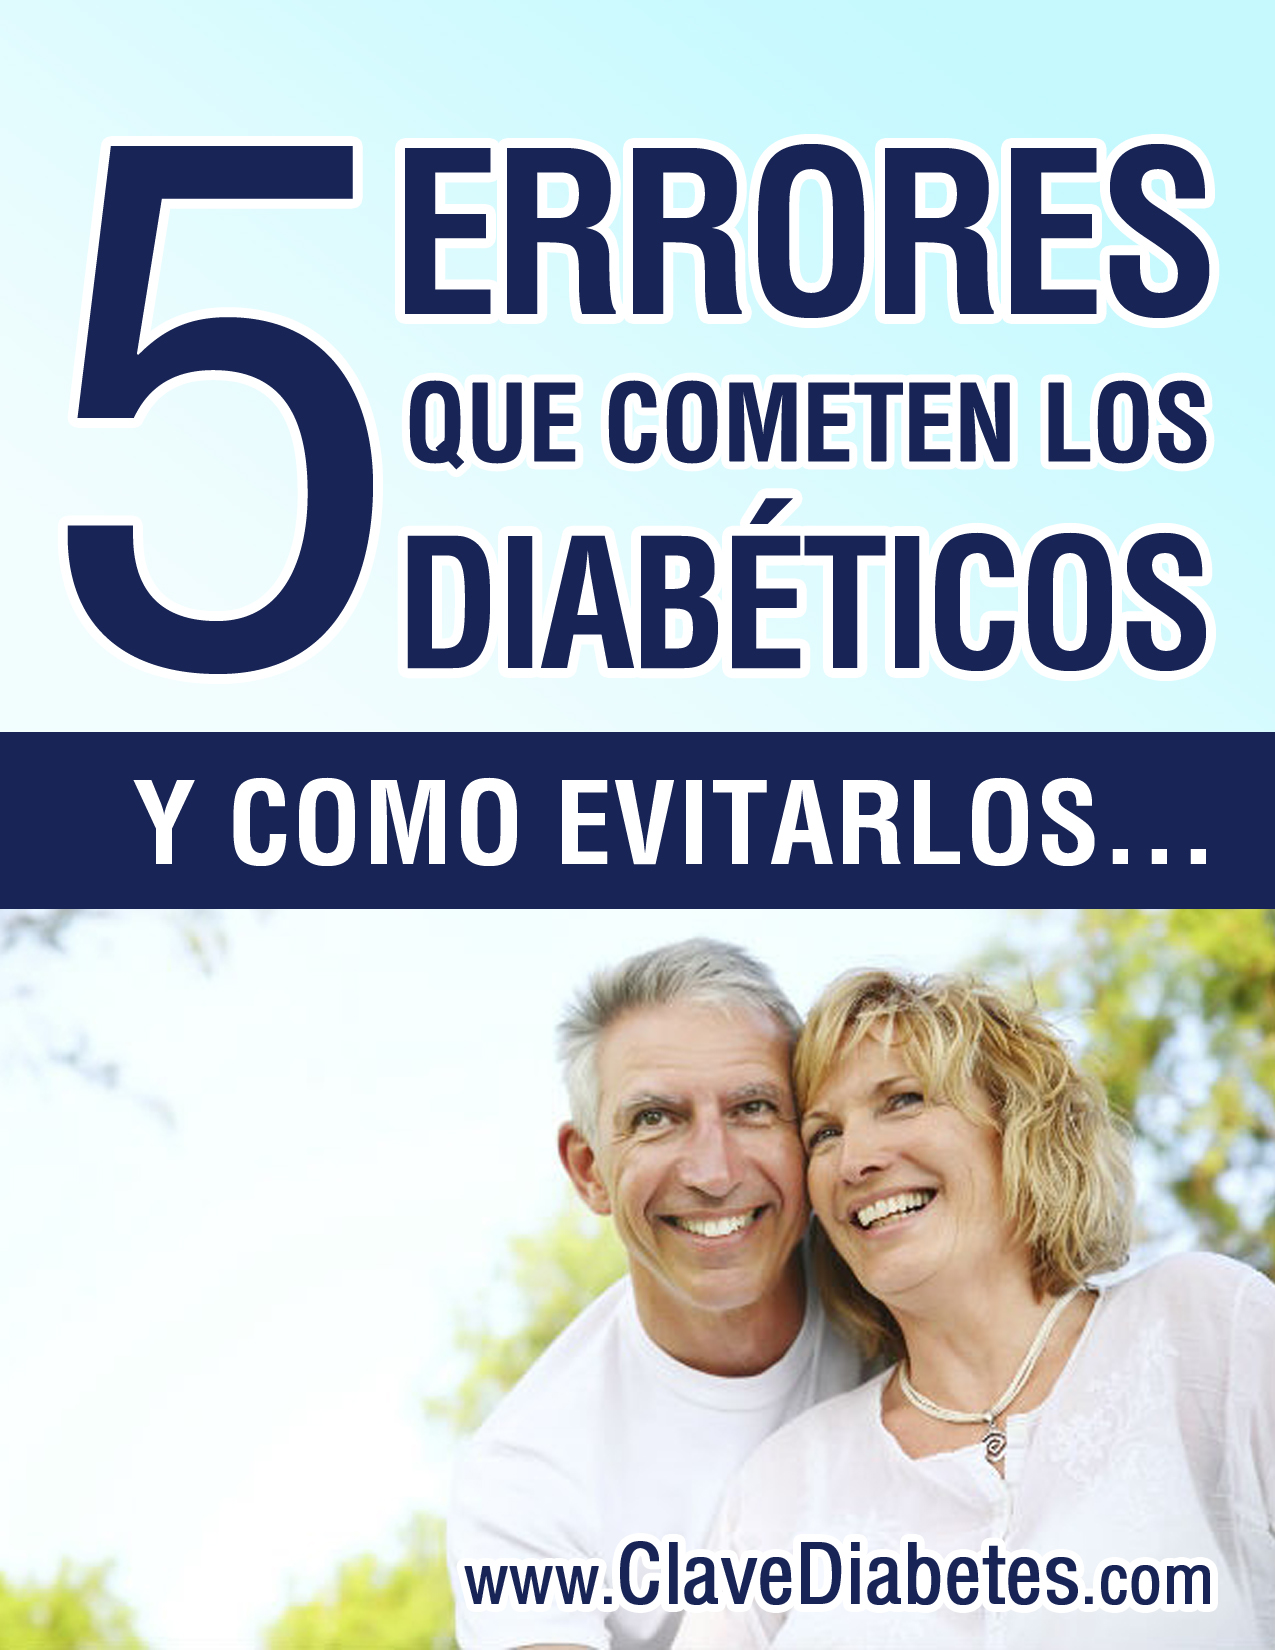 5 ERRORES
QUE COMETEN LOS
DIABÉTICOS
Y COMO EVITARLOS...
www.ClaveDiabetes.com